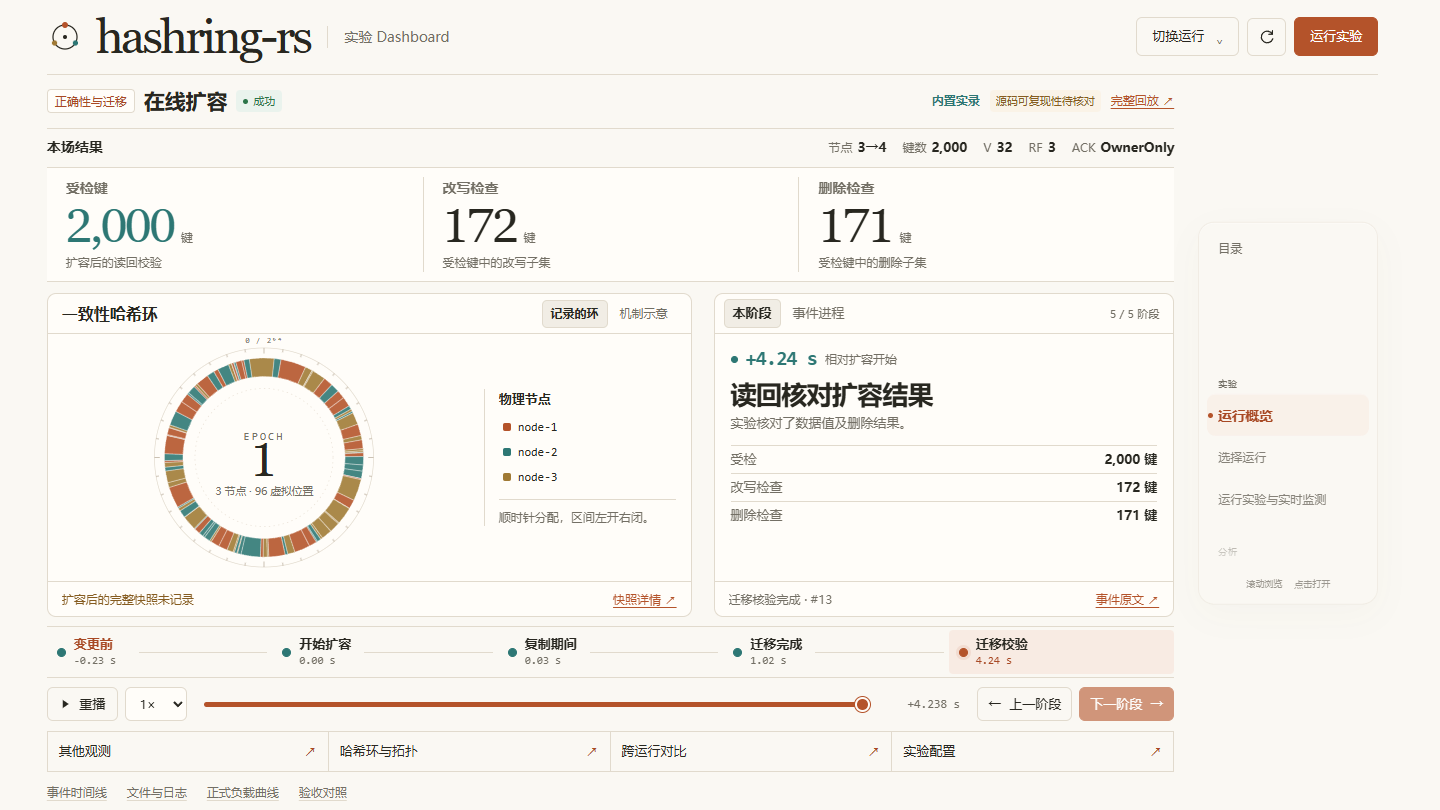 hashring-rs
实验 Dashboard
切换运行
运行实验
正确性与迁移 在线扩容 成功
内置实录 源码可复现性待核对 完整回放 ↗
本场结果
节点 3→4 键数 2,000 V 32 RF 3 ACK OwnerOnly
受检键
2,000 键
扩容后的读回校验
改写检查
172 键
受检键中的改写子集
删除检查
171 键
受检键中的删除子集
一致性哈希环
记录的环 机制示意
EPOCH
1
3 节点 · 96 虚拟位置
物理节点
node-1
node-2
node-3
顺时针分配，区间左开右闭。
扩容后的完整快照未记录
快照详情 ↗
本阶段 事件进程
5 / 5 阶段
+4.24 s 相对扩容开始
读回核对扩容结果
实验核对了数据值及删除结果。
受检 2,000 键
改写检查 172 键
删除检查 171 键
迁移核验完成 · #13
事件原文 ↗
变更前
-0.23 s
开始扩容
0.00 s
复制期间
0.03 s
迁移完成
1.02 s
迁移校验
4.24 s
重播
1×
+4.238 s
← 上一阶段
下一阶段 →
其他观测 ↗
哈希环与拓扑 ↗
跨运行对比 ↗
实验配置 ↗
事件时间线 文件与日志 正式负载曲线 验收对照
目录
实验
运行概览
选择运行
运行实验与实时监测
分析
滚动浏览 点击打开